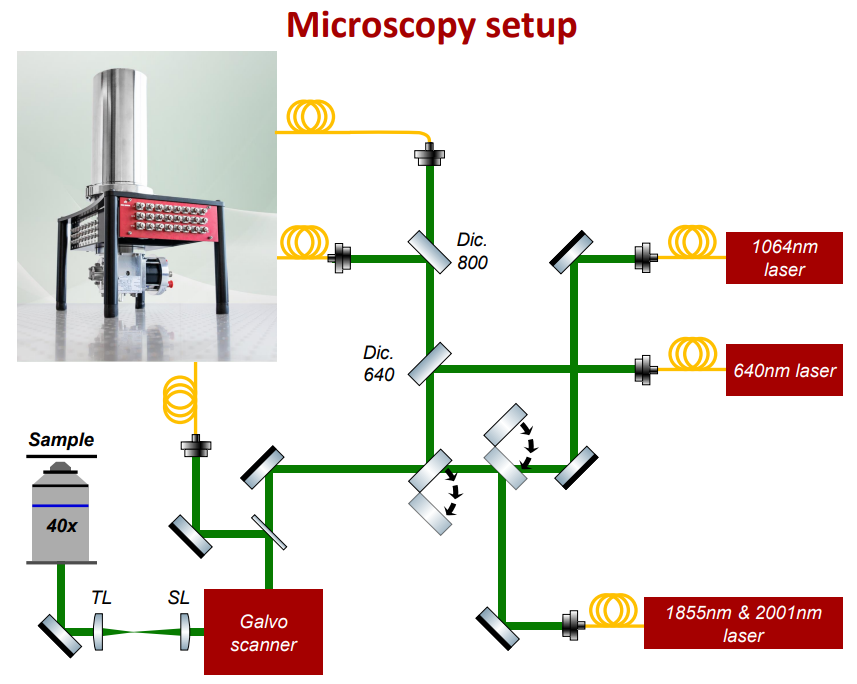 Microscopy setup
Dic.
800
1064nm
laser
Dic.
640
640nm laser
Sample
40x
TL
SL
Galvo
scanner
1855nm & 2001nm
laser